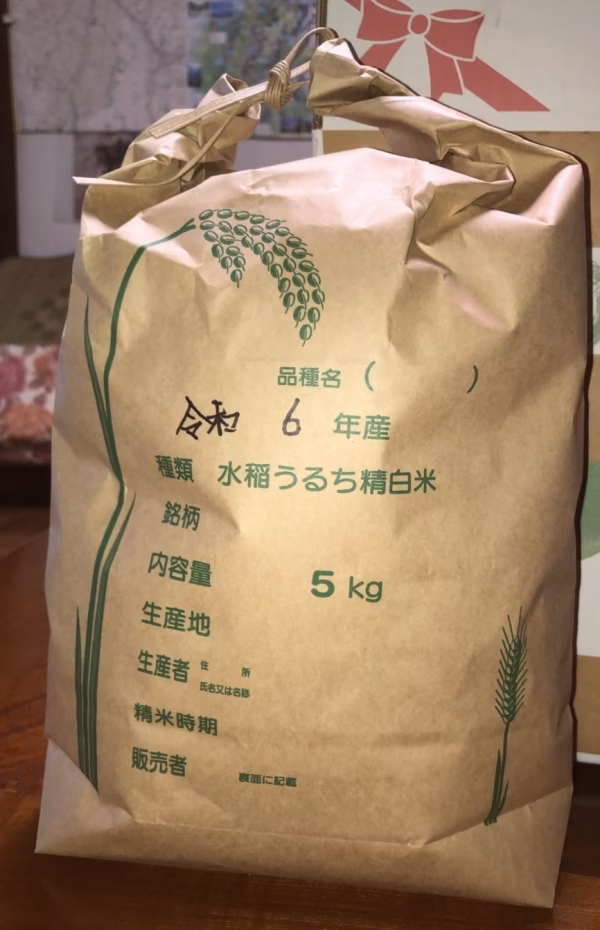 品種名 (          )
令和 6 年産
種類 水稲うるち精白米
銘柄
内容量 5 kg
生産地
生産者 住 所
氏名又は名称
精米時期
販売者 裏面に記載